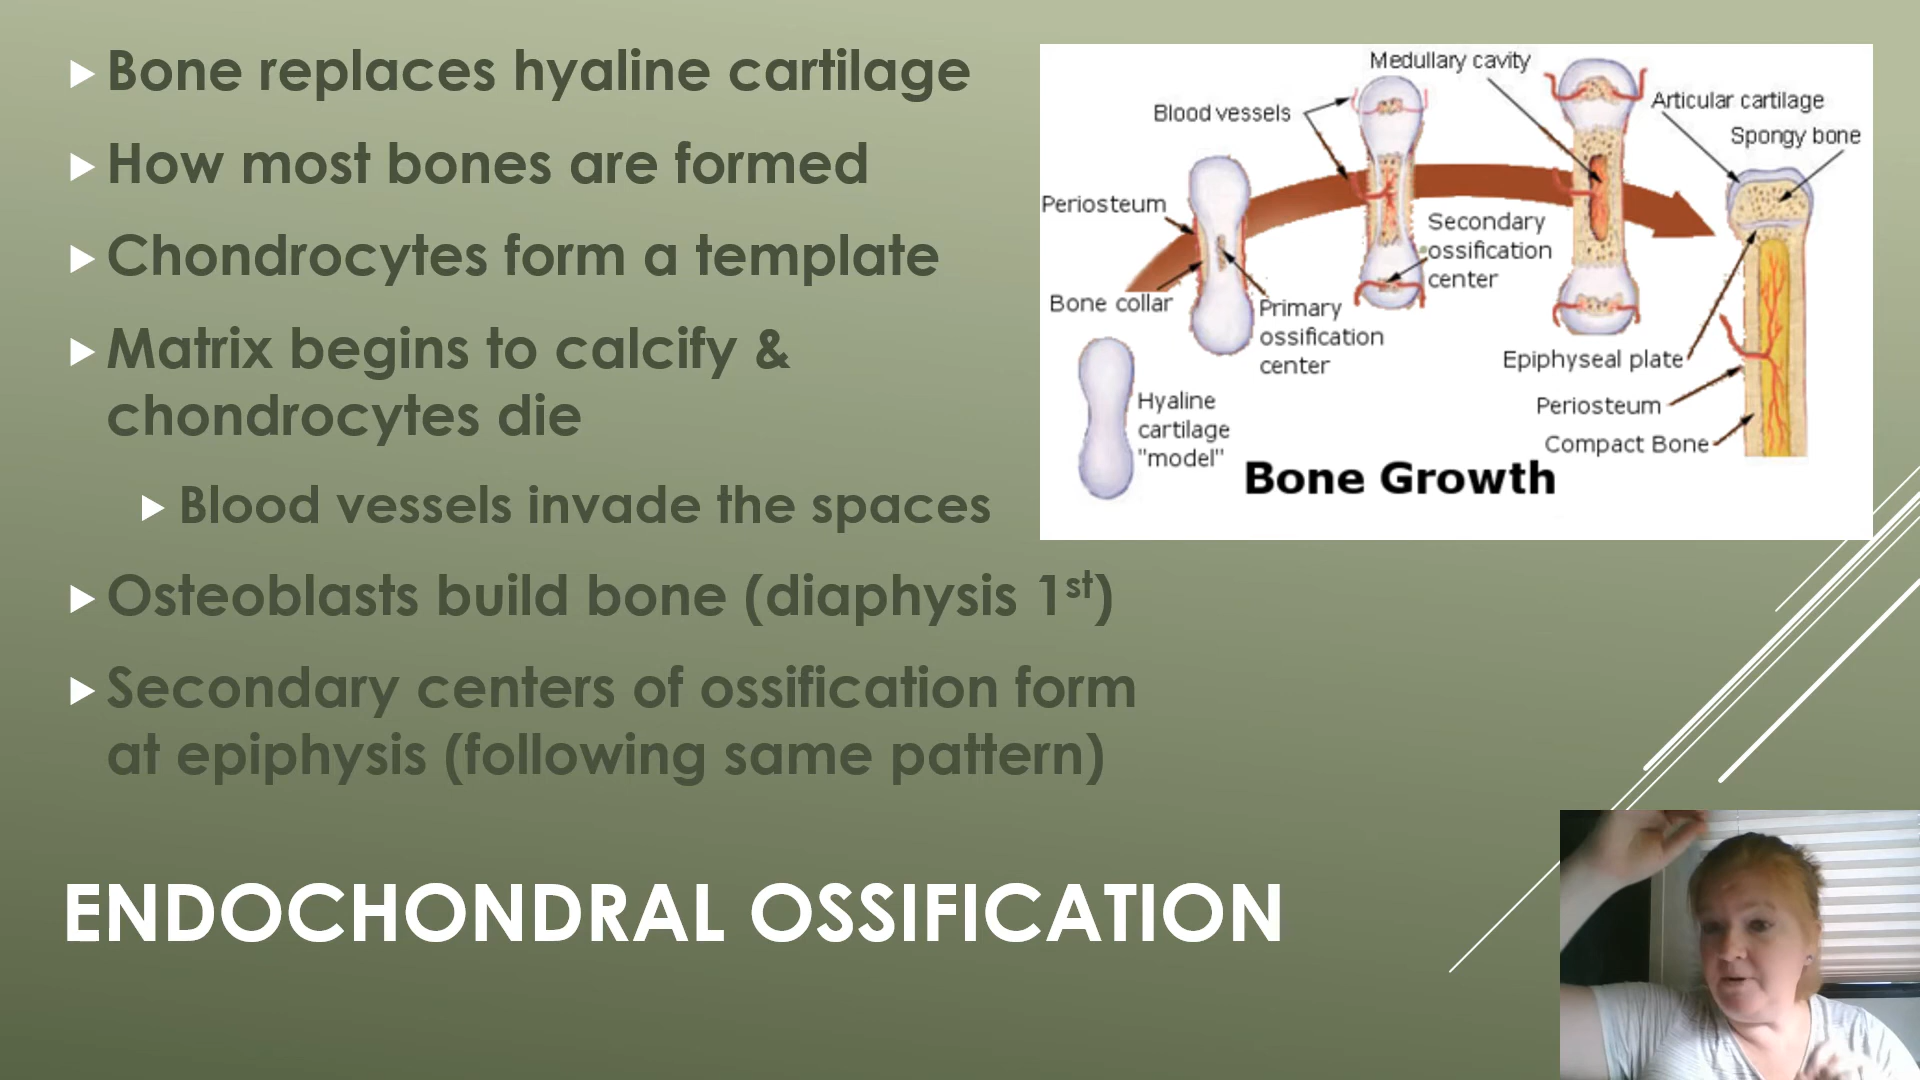 Bone replaces hyaline cartilage
How most bones are formed
Chondrocytes form a template
Matrix begins to calcify &
chondrocytes die
Blood vessels invade the spaces
Osteoblasts build bone (diaphysis 1st)
Secondary centers of ossification form
at epiphysis (following same pattern)
ENDOCHONDRAL OSSIFICATION
Medullary cavity
Blood vessels
Articular cartilage
Spongy bone
Periosteum
Secondary
ossification
center
Bone collar
Primary
ossification
center
Epiphyseal plate
Periosteum
Compact Bone
Hyaline
cartilage
"model"
Bone Growth